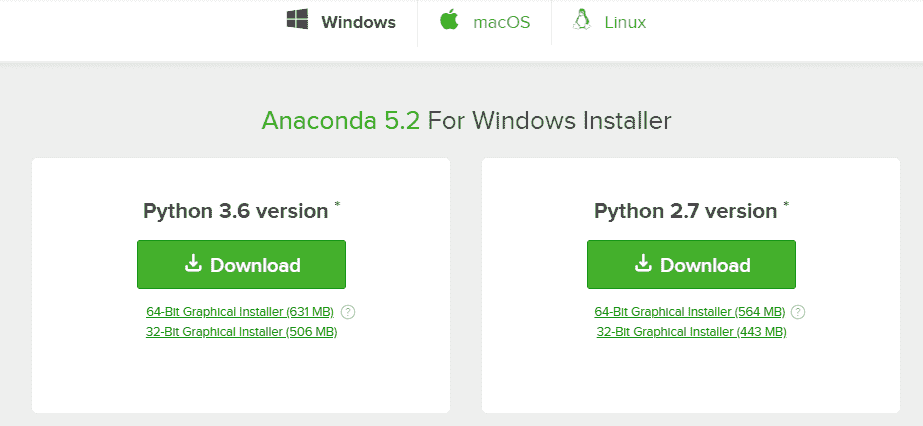 Windows macOS Linux
Anaconda 5.2 For Windows Installer
Python 3.6 version *
Download
64-Bit Graphical Installer (631 MB) ?
32-Bit Graphical Installer (506 MB)
Python 2.7 version *
Download
64-Bit Graphical Installer (564 MB) ?
32-Bit Graphical Installer (443 MB)